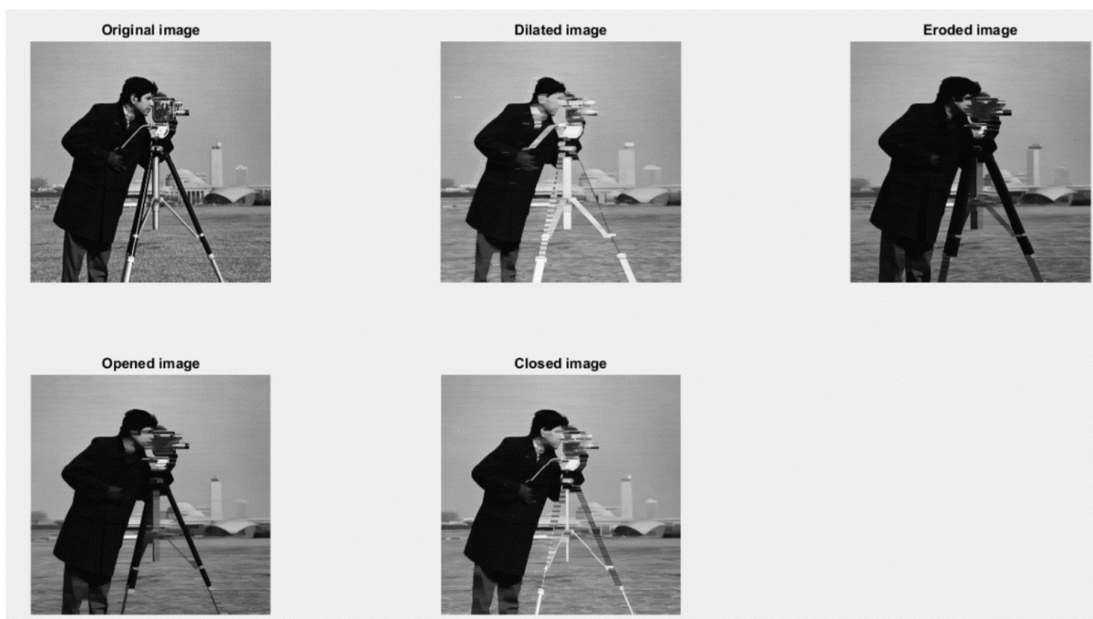 Original image
Dilated image
Eroded image
Opened image
Closed image